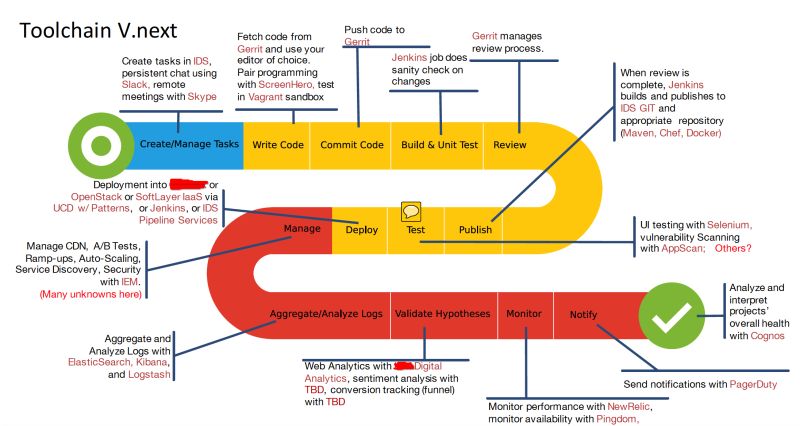 Toolchain V.next
Create tasks in IDS,
persistent chat using
Slack, remote
meetings with Skype
Fetch code from
Gerrit and use your
editor of choice.
Pair programming
with ScreenHero, test
in Vagrant sandbox
Push code to
Gerrit
Jenkins job does
sanity check on
changes
Gerrit manages
review process.
When review is
complete, Jenkins
builds and publishes to
IDS GIT and
appropriate repository
(Maven, Chef, Docker)
Create/Manage Tasks
Write Code
Commit Code
Build & Unit Test
Review
Deployment into or
OpenStack or SoftLayer IaaS via
UCD w/ Patterns, or Jenkins, or IDS
Pipeline Services
Manage
Deploy
Test
Publish
UI testing with Selenium,
vulnerability Scanning
with AppScan; Others?
Manage CDN, A/B Tests,
Ramp-ups, Auto-Scaling,
Service Discovery, Security
with IEM.
(Many unknowns here)
Aggregate/Analyze Logs
Validate Hypotheses
Monitor
Notify
Analyze and
interpret
projects'
overall health
with Cognos
Aggregate and
Analyze Logs with
ElasticSearch, Kibana,
and Logstash
Web Analytics with Digital
Analytics, sentiment analysis with
TBD, conversion tracking (funnel)
with TBD
Send notifications with PagerDuty
Monitor performance with NewRelic,
monitor availability with Pingdom,